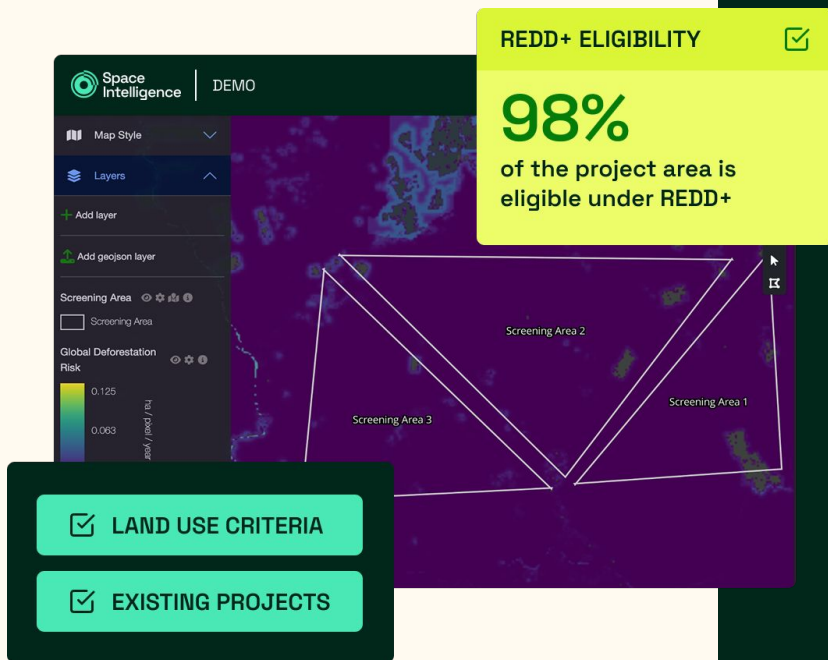 REDD+ ELIGIBILITY
98%
of the project area is
eligible under REDD+
Space
Intelligence
DEMO
Map Style
Layers
Add layer
Add geojson layer
Screening Area
Screening Area
Global Deforestation
Risk
0.125
0.063
ha / pixel / year
Screening Area 2
Screening Area 1
Screening Area 3
LAND USE CRITERIA
EXISTING PROJECTS